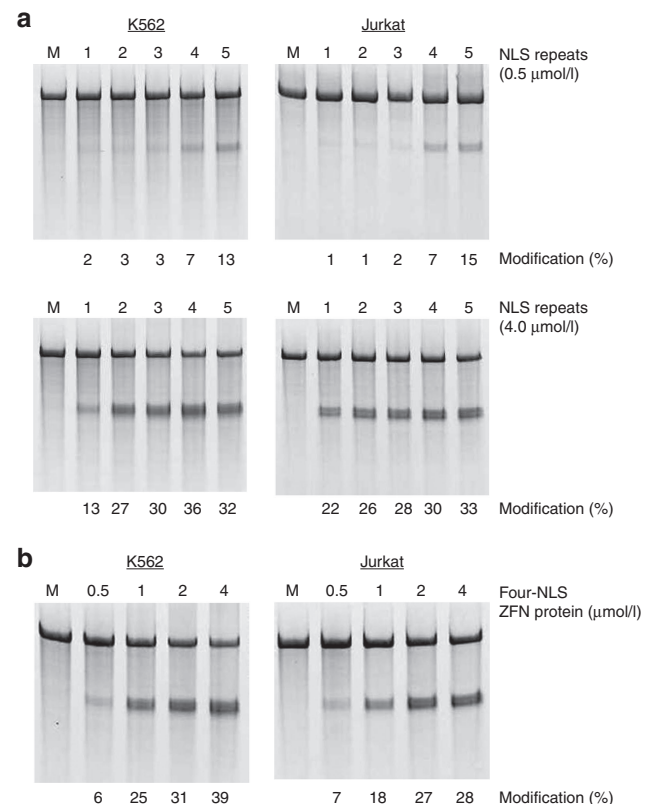 a
K562 Jurkat
M 1 2 3 4 5 M 1 2 3 4 5 NLS repeats
(0.5 μmol/l)
2 3 3 7 13 1 1 2 7 15 Modification (%)
M 1 2 3 4 5 M 1 2 3 4 5 NLS repeats
(4.0 μmol/l)
13 27 30 36 32 22 26 28 30 33 Modification (%)
b
K562 Jurkat
M 0.5 1 2 4 M 0.5 1 2 4 Four-NLS
ZFN protein (μmol/l)
6 25 31 39 7 18 27 28 Modification (%)